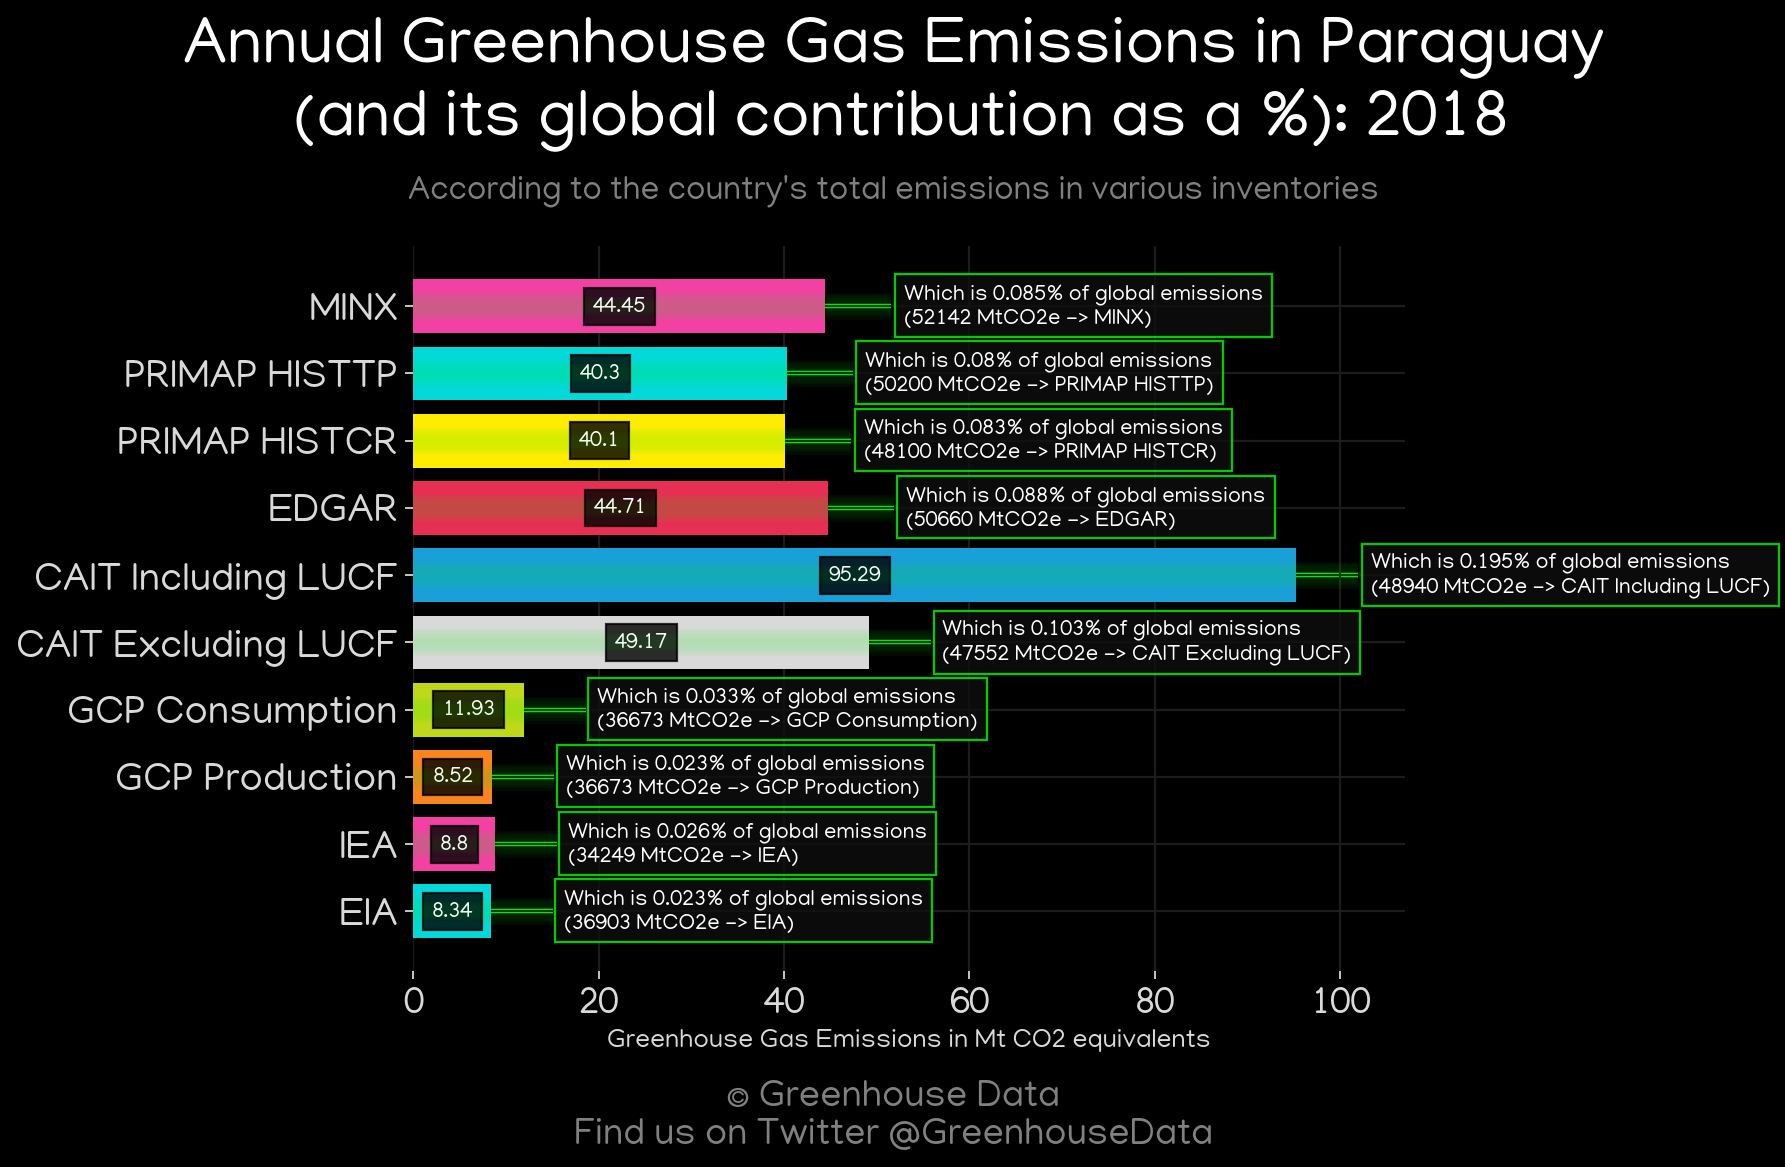 Annual Greenhouse Gas Emissions in Paraguay
(and its global contribution as a %): 2018
According to the country's total emissions in various inventories
MINX
44.45
Which is 0.085% of global emissions
(52142 MtCO2e -> MINX)
PRIMAP HISTTP
40.3
Which is 0.08% of global emissions
(50200 MtCO2e -> PRIMAP HISTTP)
PRIMAP HISTCR
40.1
Which is 0.083% of global emissions
(48100 MtCO2e -> PRIMAP HISTCR)
EDGAR
44.71
Which is 0.088% of global emissions
(50660 MtCO2e -> EDGAR)
CAIT Including LUCF
95.29
Which is 0.195% of global emissions
(48940 MtCO2e -> CAIT Including LUCF)
CAIT Excluding LUCF
49.17
Which is 0.103% of global emissions
(47552 MtCO2e -> CAIT Excluding LUCF)
GCP Consumption
11.93
Which is 0.033% of global emissions
(36673 MtCO2e -> GCP Consumption)
GCP Production
8.52
Which is 0.023% of global emissions
(36673 MtCO2e -> GCP Production)
IEA
8.8
Which is 0.026% of global emissions
(34249 MtCO2e -> IEA)
EIA
8.34
Which is 0.023% of global emissions
(36903 MtCO2e -> EIA)
0 20 40 60 80 100
Greenhouse Gas Emissions in Mt CO2 equivalents
© Greenhouse Data
Find us on Twitter @GreenhouseData